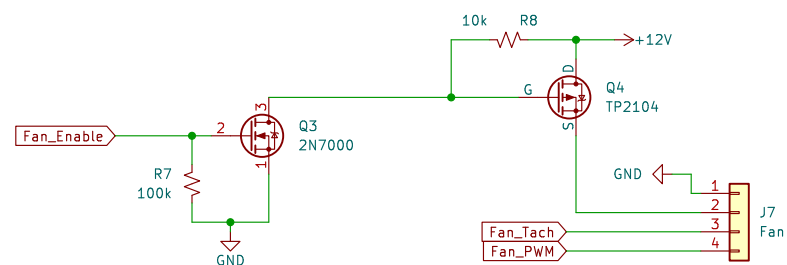 10k R8
+12V
D
G
Q4
TP2104
S
3
Fan_Enable
2
Q3
2N7000
1
R7
100k
GND
GND
1
2
3
4
J7
Fan
Fan_Tach
Fan_PWM